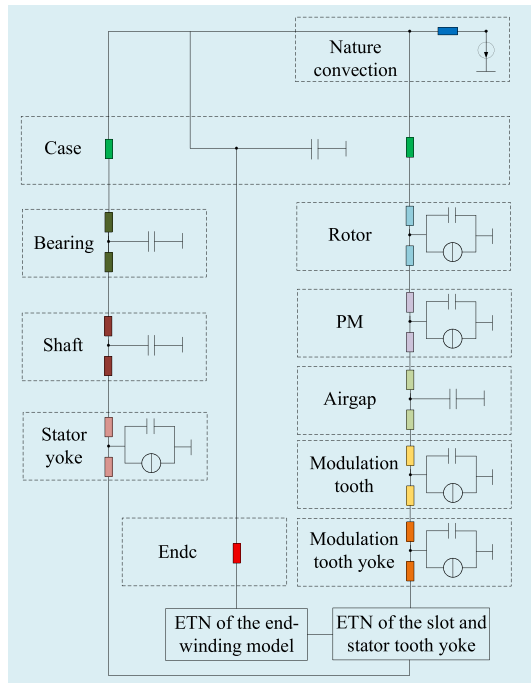 Nature
convection
Case
Bearing
Rotor
Shaft
PM
Airgap
Stator
yoke
Modulation
tooth
Endc
Modulation
tooth yoke
ETN of the end-
winding model
ETN of the slot and
stator tooth yoke